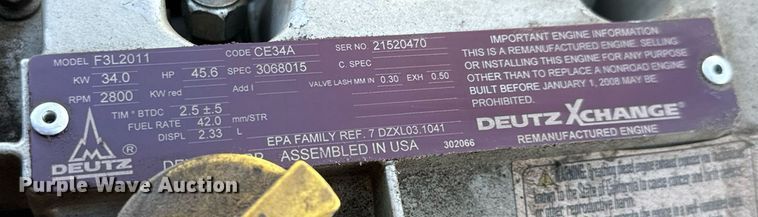 MODEL F3L2011 CODE CE34A SER NO 21520470
KW 34.0 HP 45.6 SPEC 3068015 C. SPEC
RPM 2800 KW red Add I VALVE LASH MM IN 0.30 EXH 0.50
TIM ° BTDC 2.5 ±.5
FUEL RATE 42.0 mm/STR
DISPL 2.33 L EPA FAMILY REF. 7 DZXL03.1041
ASSEMBLED IN USA 302066
DEUTZ
IMPORTANT ENGINE INFORMATION
THIS IS A REMANUFACTURED ENGINE. SELLING
OR INSTALLING THIS ENGINE FOR ANY PURPOSE
OTHER THAN TO REPLACE A NONROAD ENGINE
BUILT BEFORE JANUARY 1, 2008 MAY BE
PROHIBITED.
DEUTZ XCHANGE®
REMANUFACTURED ENGINE
WARNING
Purple Wave Auction